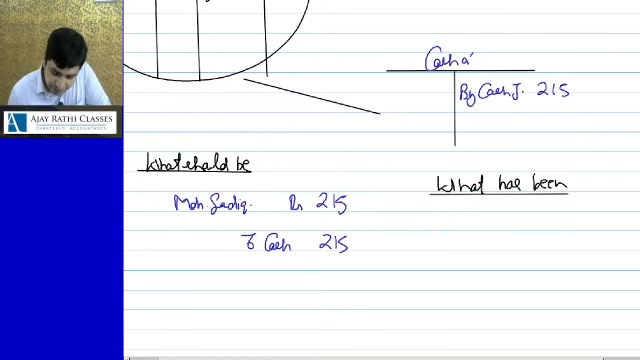 Cash a/c
By Cash J. 215
AJAY RATHI CLASSES
CHARTERED ACCOUNTANTS
What should be
What has been
Moh. Sadiq. Dr 215
To Cash 215